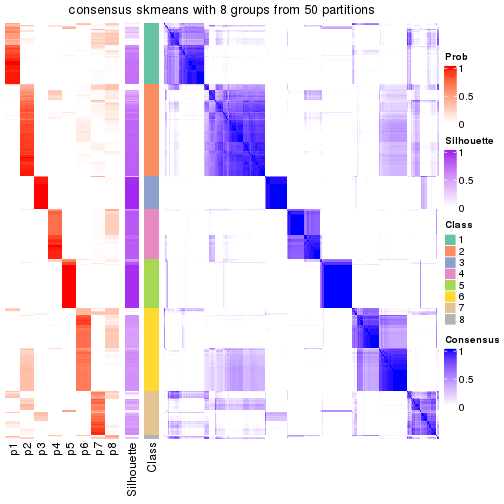 consensus skmeans with 8 groups from 50 partitions
Prob
1
0.5
0
Silhouette
1
0.5
0
Class
1
2
3
4
5
6
7
8
Consensus
1
0.5
0
p1
p2
p3
p4
p5
p6
p7
p8
Silhouette
Class